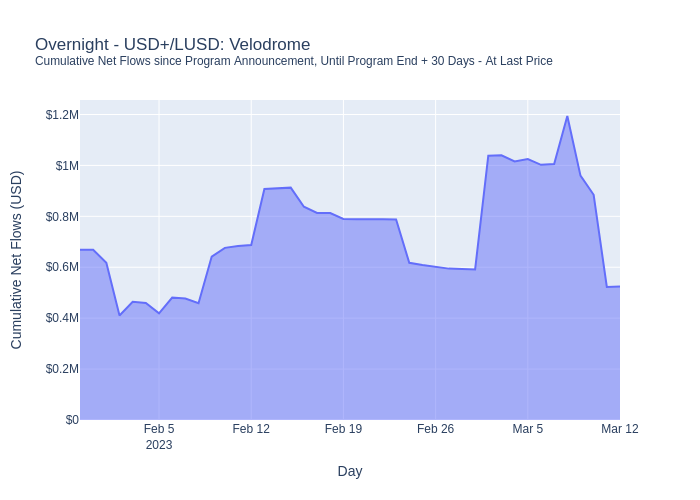 Overnight - USD+/LUSD: Velodrome
Cumulative Net Flows since Program Announcement, Until Program End + 30 Days - At Last Price
Cumulative Net Flows (USD)
$1.2M
$1M
$0.8M
$0.6M
$0.4M
$0.2M
$0
Feb 5 Feb 12 Feb 19 Feb 26 Mar 5 Mar 12
2023
Day